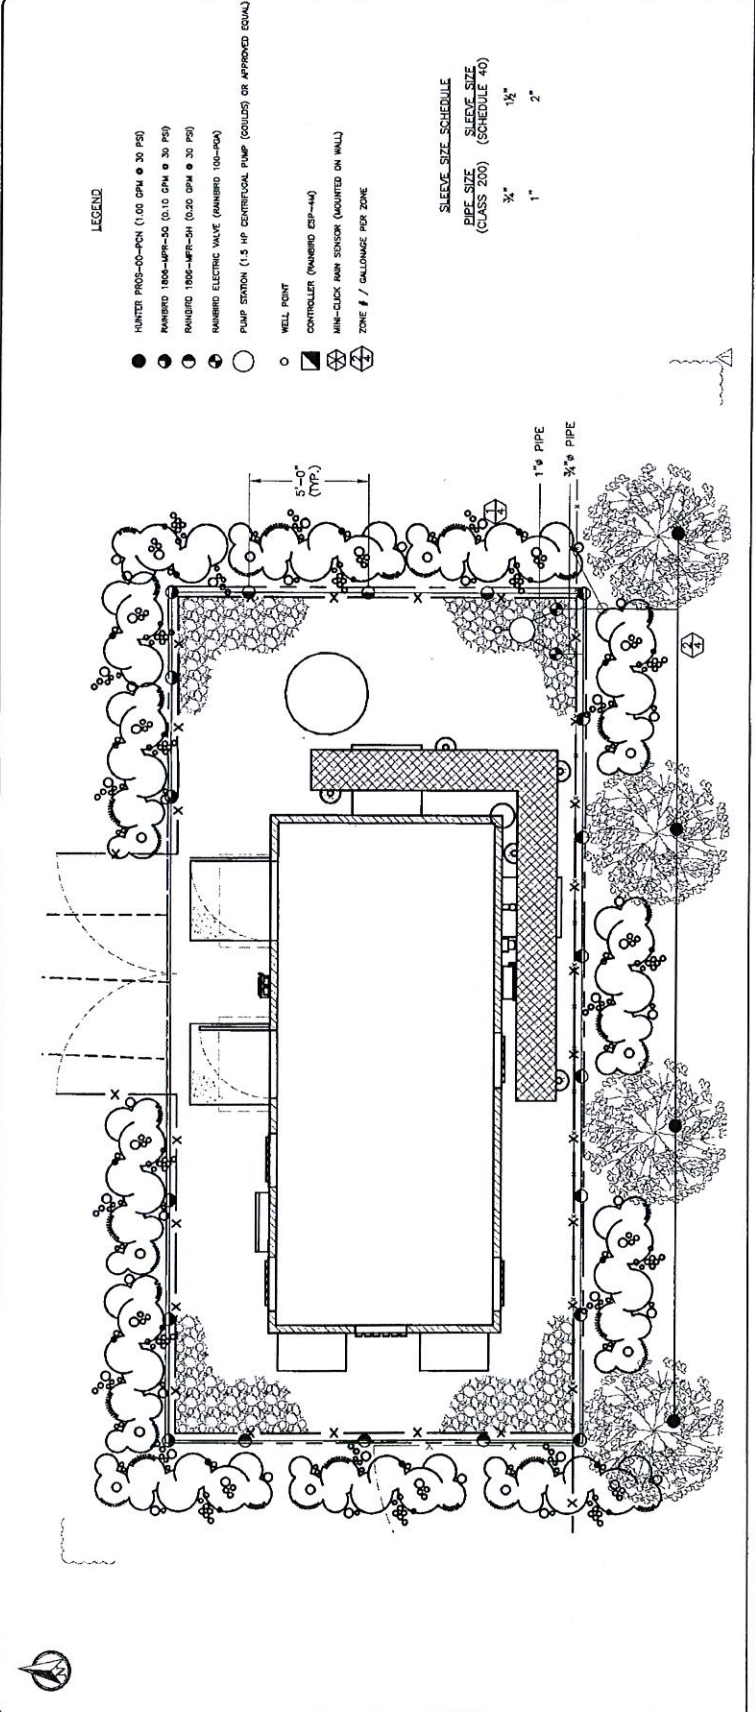 LEGEND
HUNTER PROS-00-PCN (1.00 GPM @ 30 PSI)
RAINBIRD 1806-MPR-5Q (0.10 GPM @ 30 PSI)
RAINBIRD 1806-MPR-5H (0.20 GPM @ 30 PSI)
RAINBIRD ELECTRIC VALVE (RAINBIRD 100-PGA)
PUMP STATION (1.5 HP CENTRIFUGAL PUMP (GOULDS) OR APPROVED EQUAL)
WELL POINT
CONTROLLER (RAINBIRD ESP-4M)
MINI-CLICK RAIN SENSOR (MOUNTED ON WALL)
ZONE # / GALLONAGE PER ZONE
SLEEVE SIZE SCHEDULE
PIPE SIZE SLEEVE SIZE
(CLASS 200) (SCHEDULE 40)
¾" 1½"
1" 2"
5'-0"
(TYP.)
1"ø PIPE
¾"ø PIPE
1
4
2
4
N